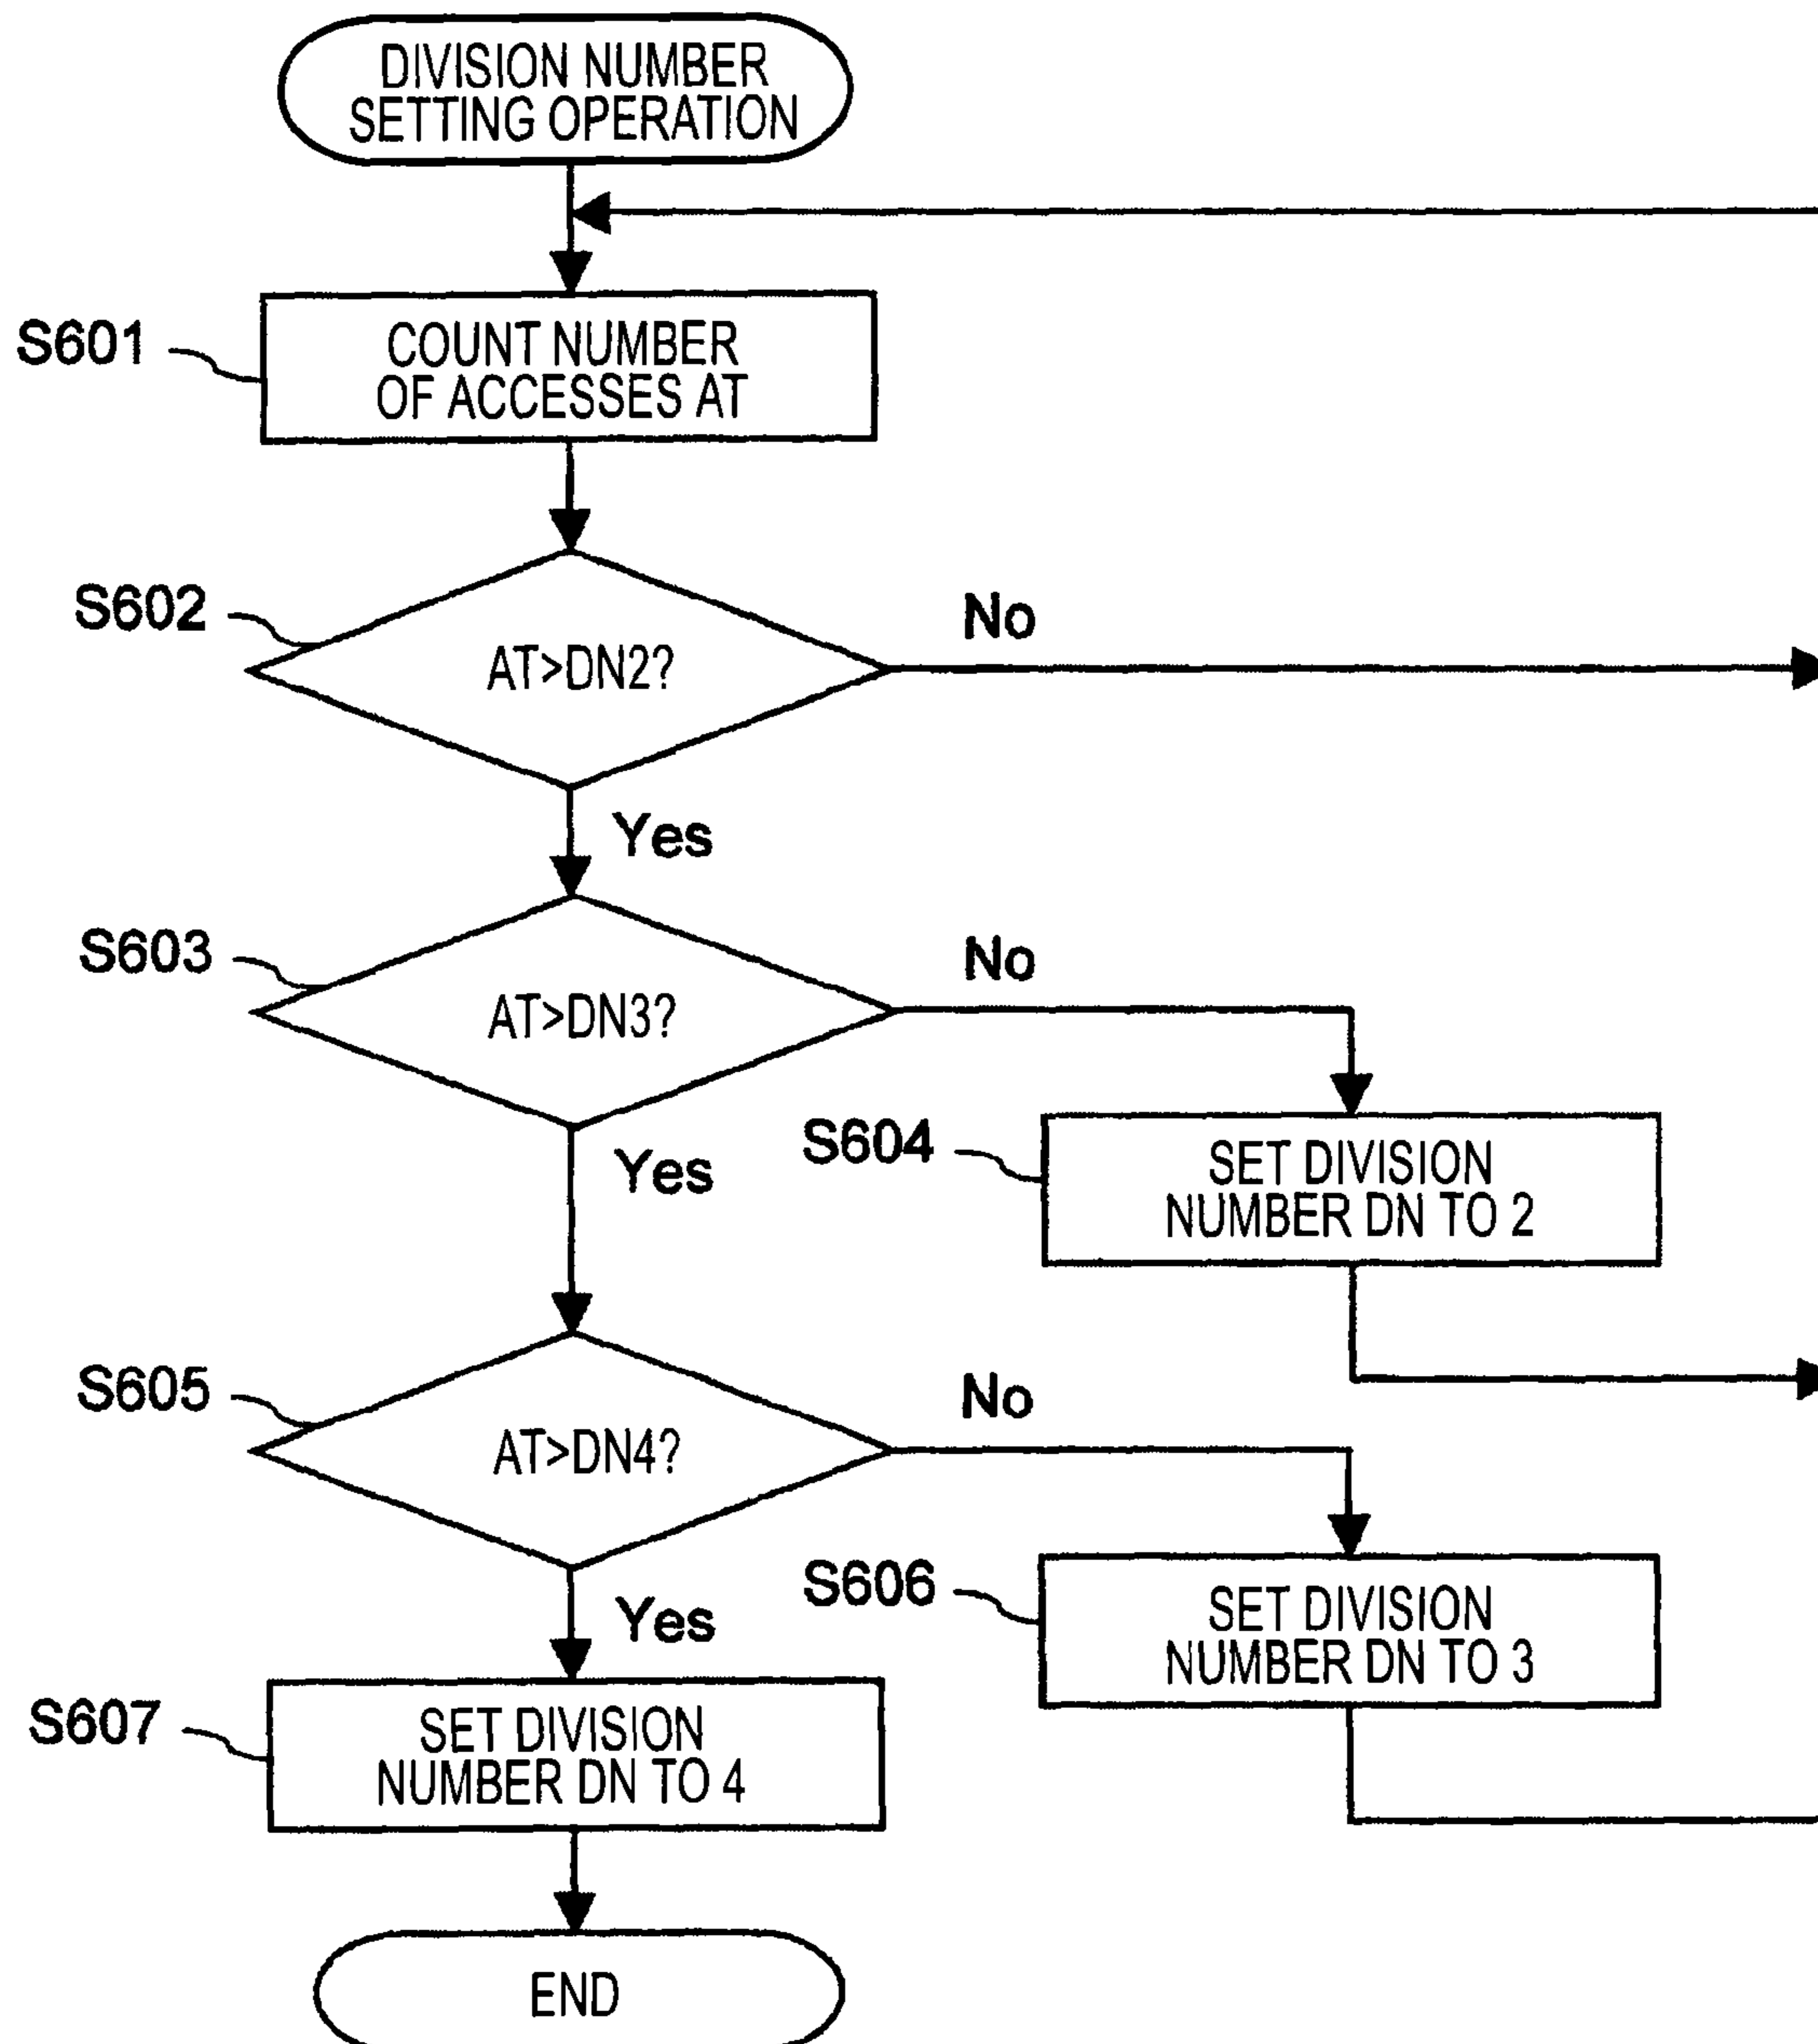 DIVISION NUMBER
SETTING OPERATION
S601
COUNT NUMBER
OF ACCESSES AT
S602
AT>DN2?
No
Yes
S603
AT>DN3?
No
Yes
S604
SET DIVISION
NUMBER DN TO 2
S605
AT>DN4?
No
Yes
S606
SET DIVISION
NUMBER DN TO 3
S607
SET DIVISION
NUMBER DN TO 4
END